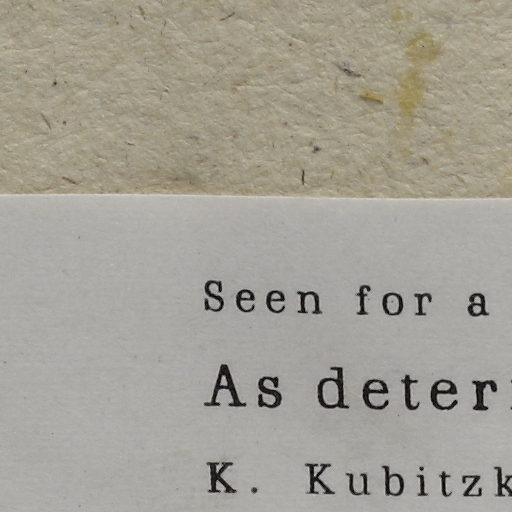 Seen for a
As deter
K. Kubitzk